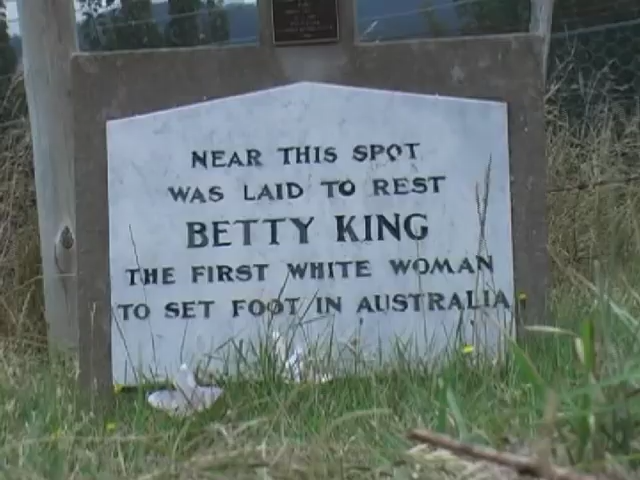 NEAR THIS SPOT
WAS LAID TO REST
BETTY KING
THE FIRST WHITE WOMAN
TO SET FOOT IN AUSTRALIA